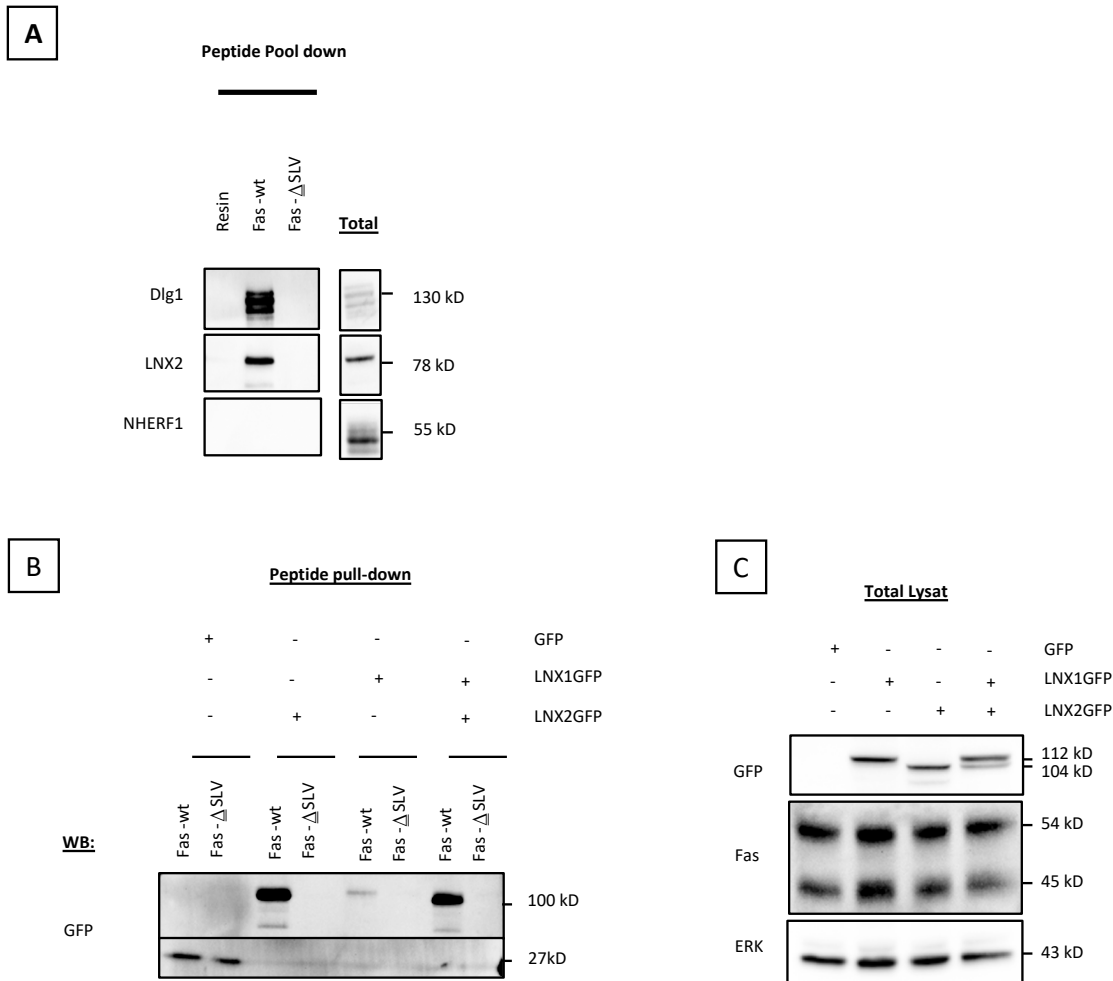 A
Peptide Pool down
Resin
Fas -wt
Fas -△SLV
Total
Dlg1
130 kD
LNX2
78 kD
NHERF1
55 kD
B
Peptide pull-down
+ - - - GFP
- - + + LNX1GFP
- + - + LNX2GFP
Fas -wt
Fas -△SLV
Fas -wt
Fas -△SLV
Fas -wt
Fas -△SLV
Fas -wt
Fas -△SLV
WB:
GFP
100 kD
27kD
C
Total Lysat
+ - - - GFP
- + - + LNX1GFP
- - + + LNX2GFP
GFP
112 kD
104 kD
Fas
54 kD
45 kD
ERK
43 kD